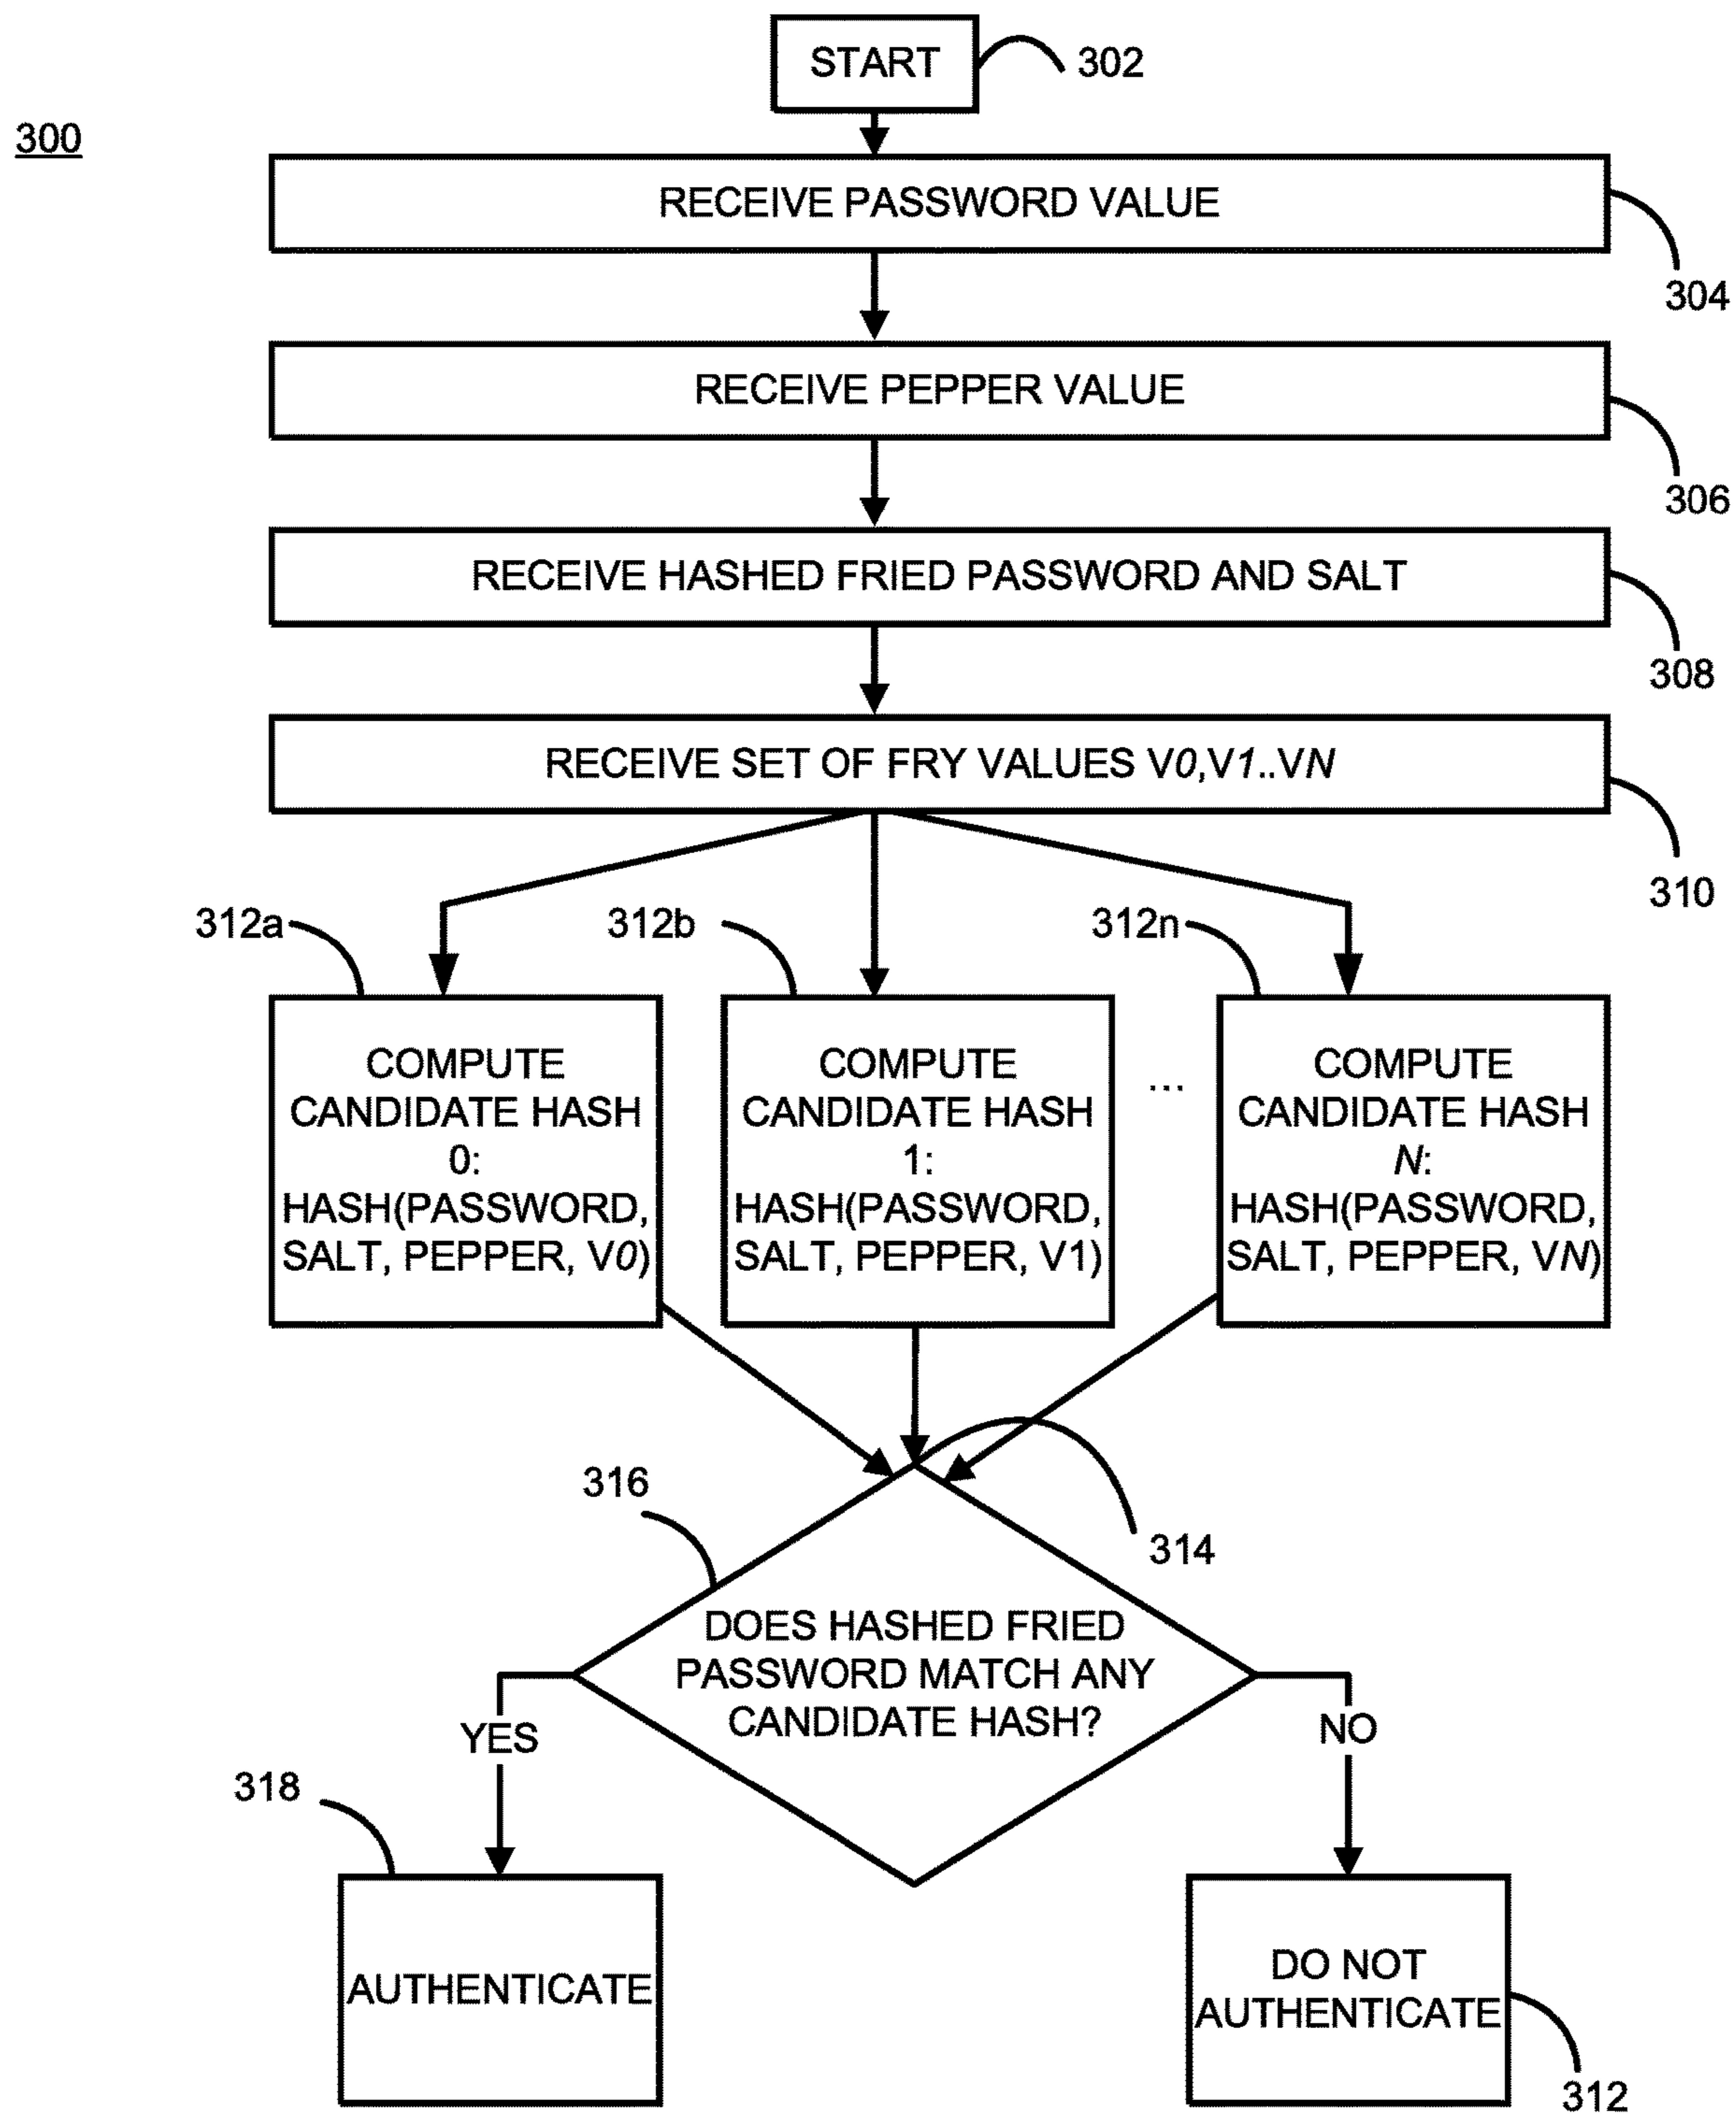 START
302
300
RECEIVE PASSWORD VALUE
304
RECEIVE PEPPER VALUE
306
RECEIVE HASHED FRIED PASSWORD AND SALT
308
RECEIVE SET OF FRY VALUES V0,V1..VN
310
312a
COMPUTE
CANDIDATE HASH
0:
HASH(PASSWORD,
SALT, PEPPER, V0)
312b
COMPUTE
CANDIDATE HASH
1:
HASH(PASSWORD,
SALT, PEPPER, V1)
...
312n
COMPUTE
CANDIDATE HASH
N:
HASH(PASSWORD,
SALT, PEPPER, VN)
314
316
DOES HASHED FRIED
PASSWORD MATCH ANY
CANDIDATE HASH?
YES
NO
318
AUTHENTICATE
DO NOT
AUTHENTICATE
312